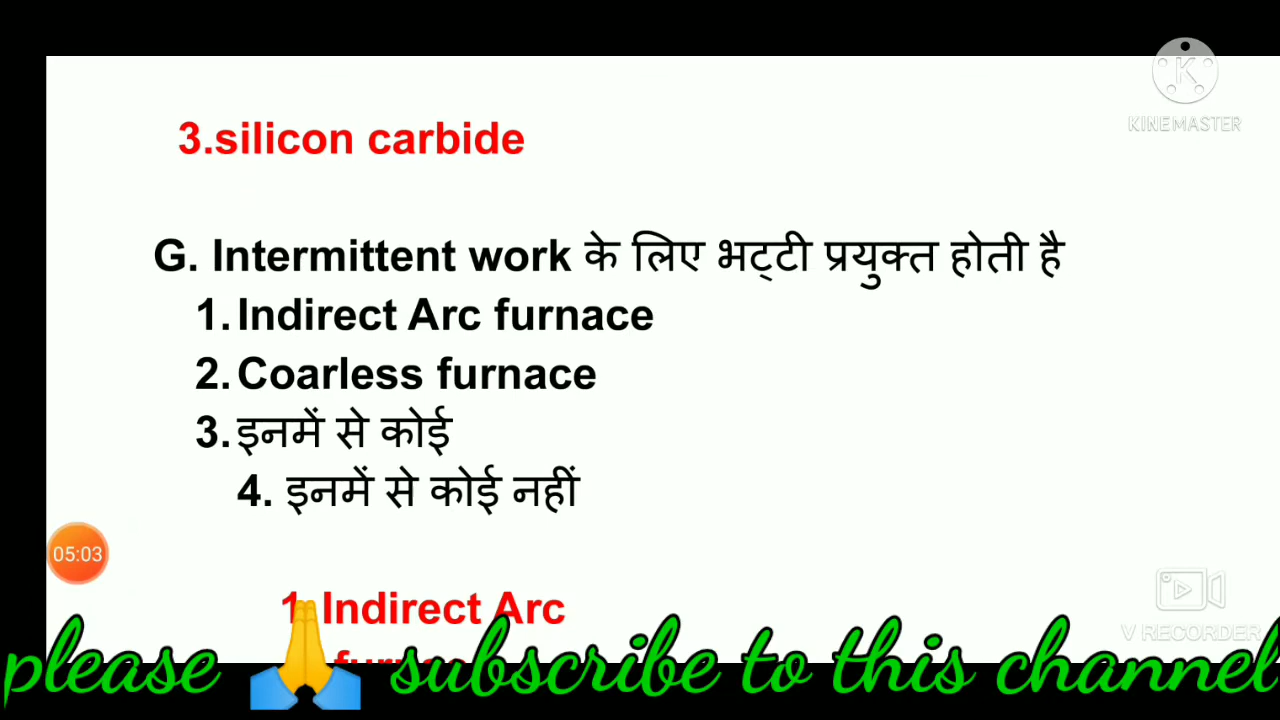 KINEMASTER
3.silicon carbide
G. Intermittent work के लिए भट्टी प्रयुक्त होती है
1. Indirect Arc furnace
2. Coarless furnace
3. इनमें से कोई
4. इनमें से कोई नहीं
05:03
1. Indirect Arc
V RECORDER
please 🙏 subscribe to this channel